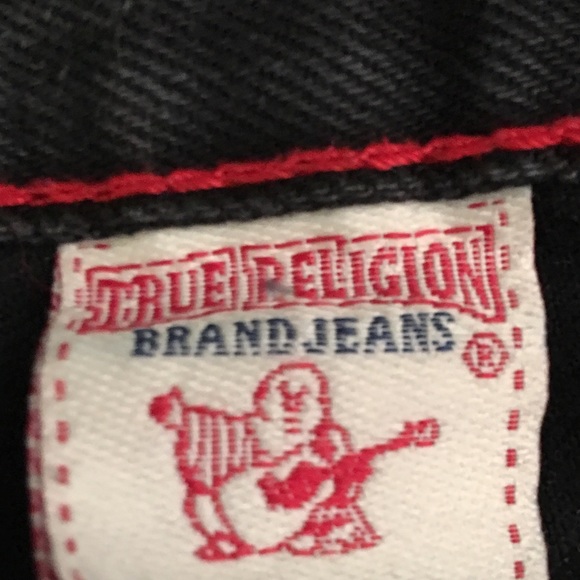 TRUE RELIGION
BRAND JEANS
®